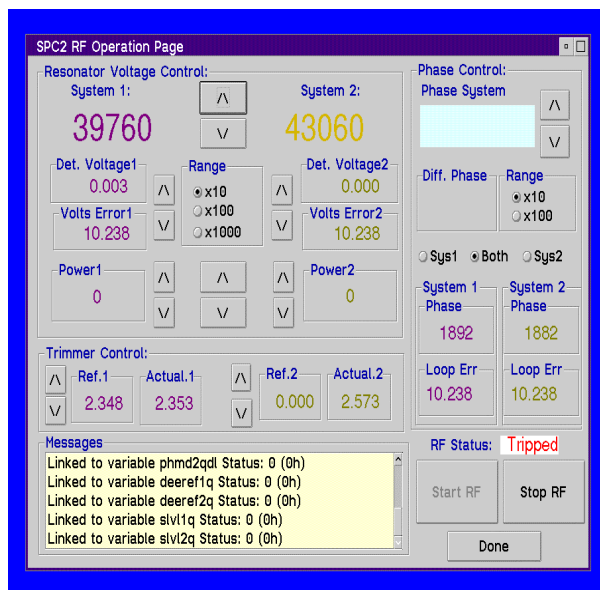 SPC2 RF Operation Page
Resonator Voltage Control:
System 1:
/\
System 2:
39760
\/
43060
Det. Voltage1
0.003
/\
Range
x10
x100
x1000
/\
Det. Voltage2
0.000
Volts Error1
10.238
\/
\/
Volts Error2
10.238
Power1
0
/\
/\
/\
Power2
0
\/
\/
\/
Trimmer Control:
/\
\/
Ref.1
2.348
Actual.1
2.353
/\
\/
Ref.2
0.000
Actual.2
2.573
Messages
Linked to variable phmd2qdl Status: 0 (0h)
Linked to variable deeref1q Status: 0 (0h)
Linked to variable deeref2q Status: 0 (0h)
Linked to variable slvl1q Status: 0 (0h)
Linked to variable slvl2q Status: 0 (0h)
Phase Control:
Phase System
/\
\/
Diff. Phase
Range
x10
x100
Sys1 Both Sys2
System 1
Phase
1892
Loop Err
10.238
System 2
Phase
1882
Loop Err
10.238
RF Status: Tripped
Start RF
Stop RF
Done